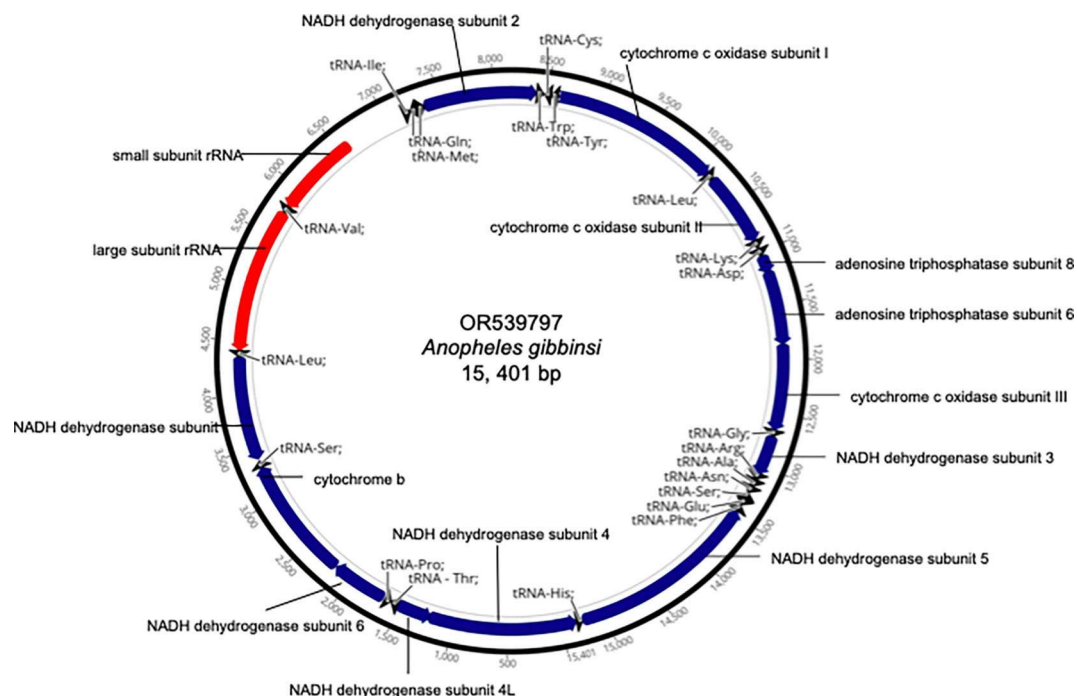 NADH dehydrogenase subunit 2
tRNA-Cys;
cytochrome c oxidase subunit I
tRNA-Ile;
8,000
8,500
7,500
9,000
7,000
9,500
tRNA-Trp;
tRNA-Gln;
tRNA-Tyr;
tRNA-Met;
6,500
10,000
small subunit rRNA
6,000
10,500
tRNA-Leu;
5,500
tRNA-Val;
cytochrome c oxidase subunit II
11,000
large subunit rRNA
tRNA-Lys;
tRNA-Asp;
adenosine triphosphatase subunit 8
5,000
11,500
adenosine triphosphatase subunit 6
OR539797
Anopheles gibbinsi
15, 401 bp
4,500
tRNA-Leu;
12,000
4,000
cytochrome c oxidase subunit III
12,500
NADH dehydrogenase subunit
tRNA-Gly;
tRNA-Arg;
tRNA-Ala;
NADH dehydrogenase subunit 3
3,500
tRNA-Ser;
tRNA-Asn;
13,000
cytochrome b
tRNA-Ser;
tRNA-Glu;
tRNA-Phe;
3,000
13,500
NADH dehydrogenase subunit 4
NADH dehydrogenase subunit 5
2,500
tRNA-Pro;
tRNA - Thr;
14,000
tRNA-His;
2,000
14,500
NADH dehydrogenase subunit 6
1,500
15,000
1,000
500
15,401
NADH dehydrogenase subunit 4L